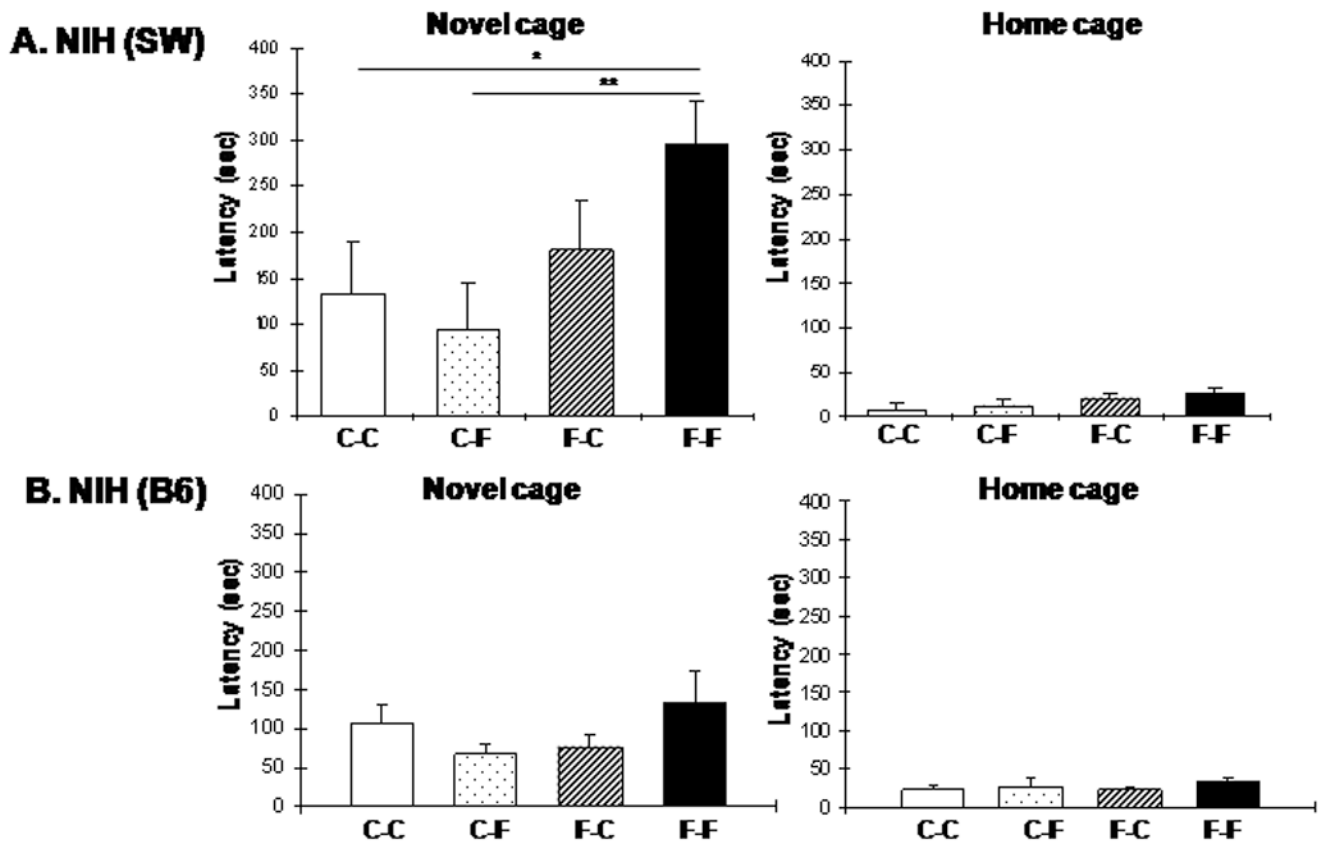 A. NIH (SW)
Novel cage
Latency (sec)
400
350
300
250
200
150
100
50
0
*
**
C-C C-F F-C F-F
Home cage
Latency (sec)
400
350
300
250
200
150
100
50
0
C-C C-F F-C F-F
B. NIH (B6)
Novel cage
Latency (sec)
400
350
300
250
200
150
100
50
0
C-C C-F F-C F-F
Home cage
Latency (sec)
400
350
300
250
200
150
100
50
0
C-C C-F F-C F-F